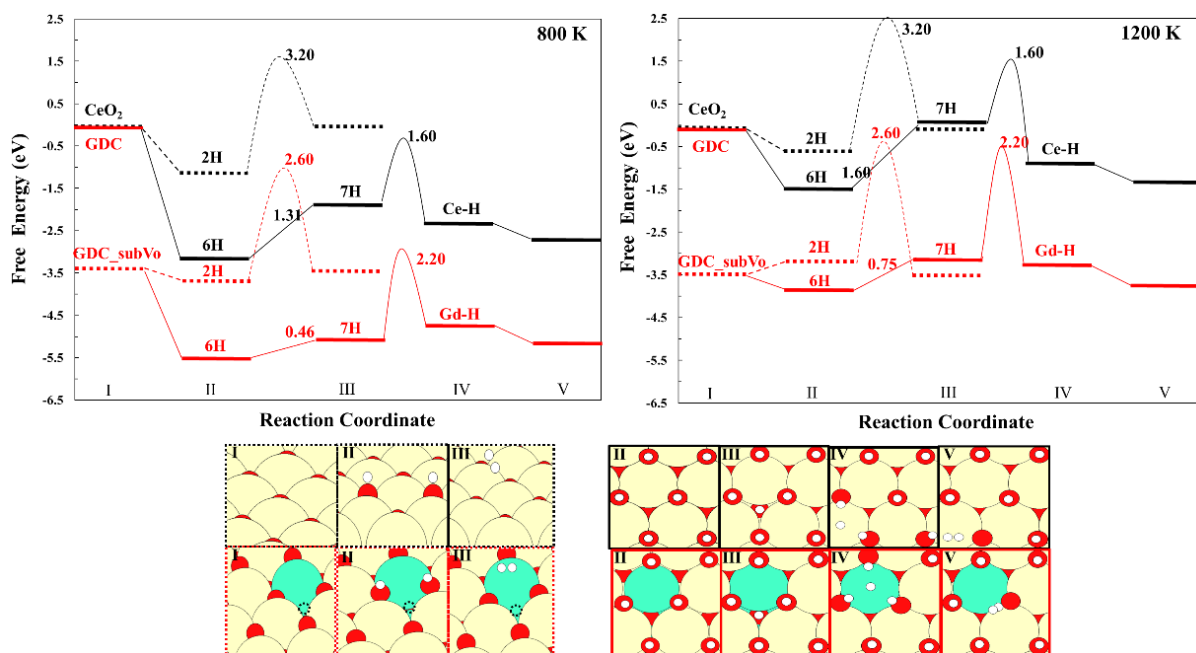 800 K
Free Energy (eV)
2.5
1.5
0.5
-0.5
-1.5
-2.5
-3.5
-4.5
-5.5
-6.5
CeO2
GDC
GDC_subVo
2H
3.20
2.60
6H
1.31
7H
1.60
Ce-H
2H
6H
0.46
7H
2.20
Gd-H
I II III IV V
Reaction Coordinate
1200 K
Free Energy (eV)
2.5
1.5
0.5
-0.5
-1.5
-2.5
-3.5
-4.5
-5.5
-6.5
CeO2
GDC
GDC_subVo
2H
3.20
6H
1.60
2.60
7H
1.60
Ce-H
2H
6H
0.75
7H
2.20
Gd-H
I II III IV V
Reaction Coordinate
I II III
I II III
II III IV V
II III IV V